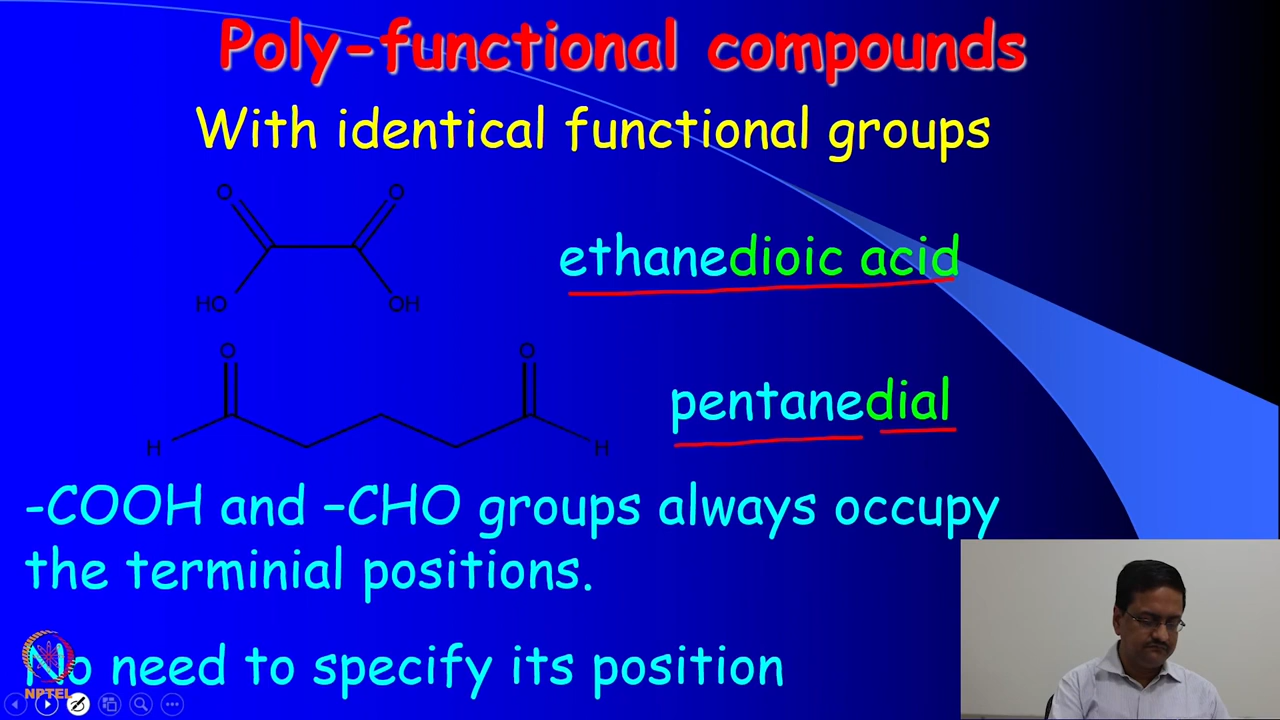 Poly-functional compounds
With identical functional groups
O O
HO OH
ethanedioic acid
O O
H H
pentanedial
-COOH and –CHO groups always occupy
the terminial positions.
No need to specify its position
NPTEL